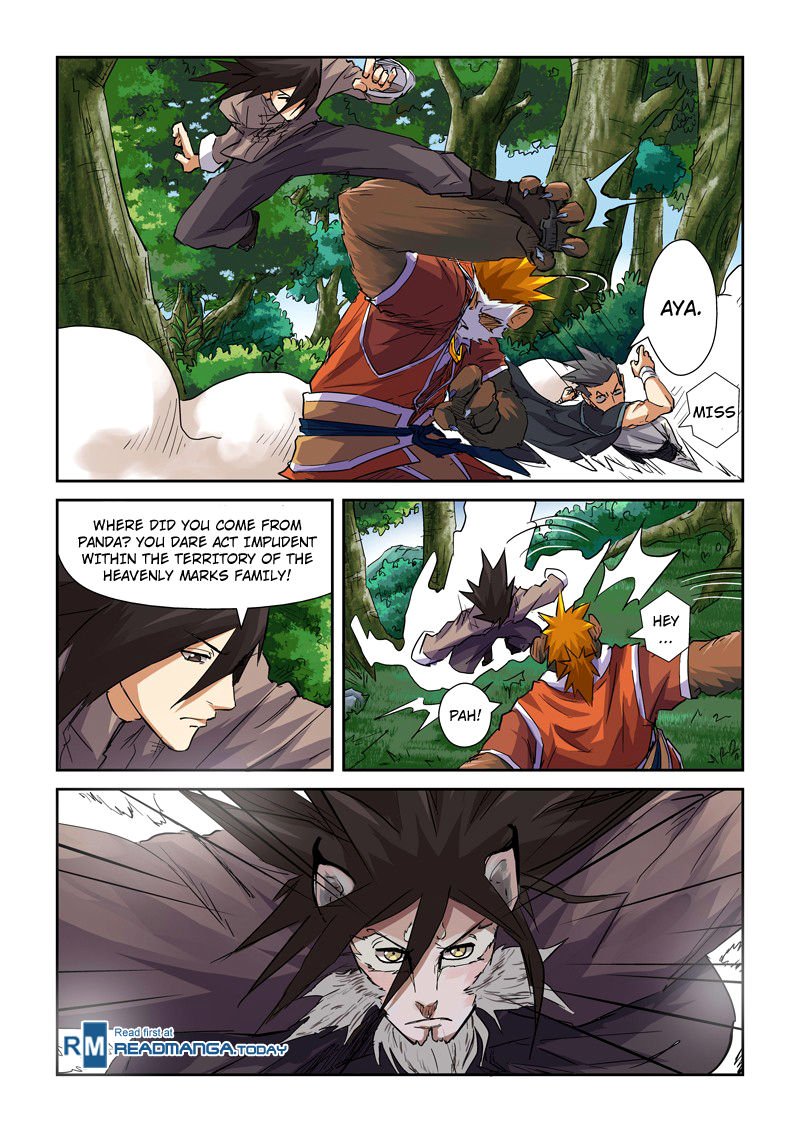 AYA.
MISS
WHERE DID YOU COME FROM
PANDA? YOU DARE ACT IMPUDENT
WITHIN THE TERRITORY OF THE
HEAVENLY MARKS FAMILY!
HEY
...
PAH!
RM
Read first at
READMANGA.TODAY